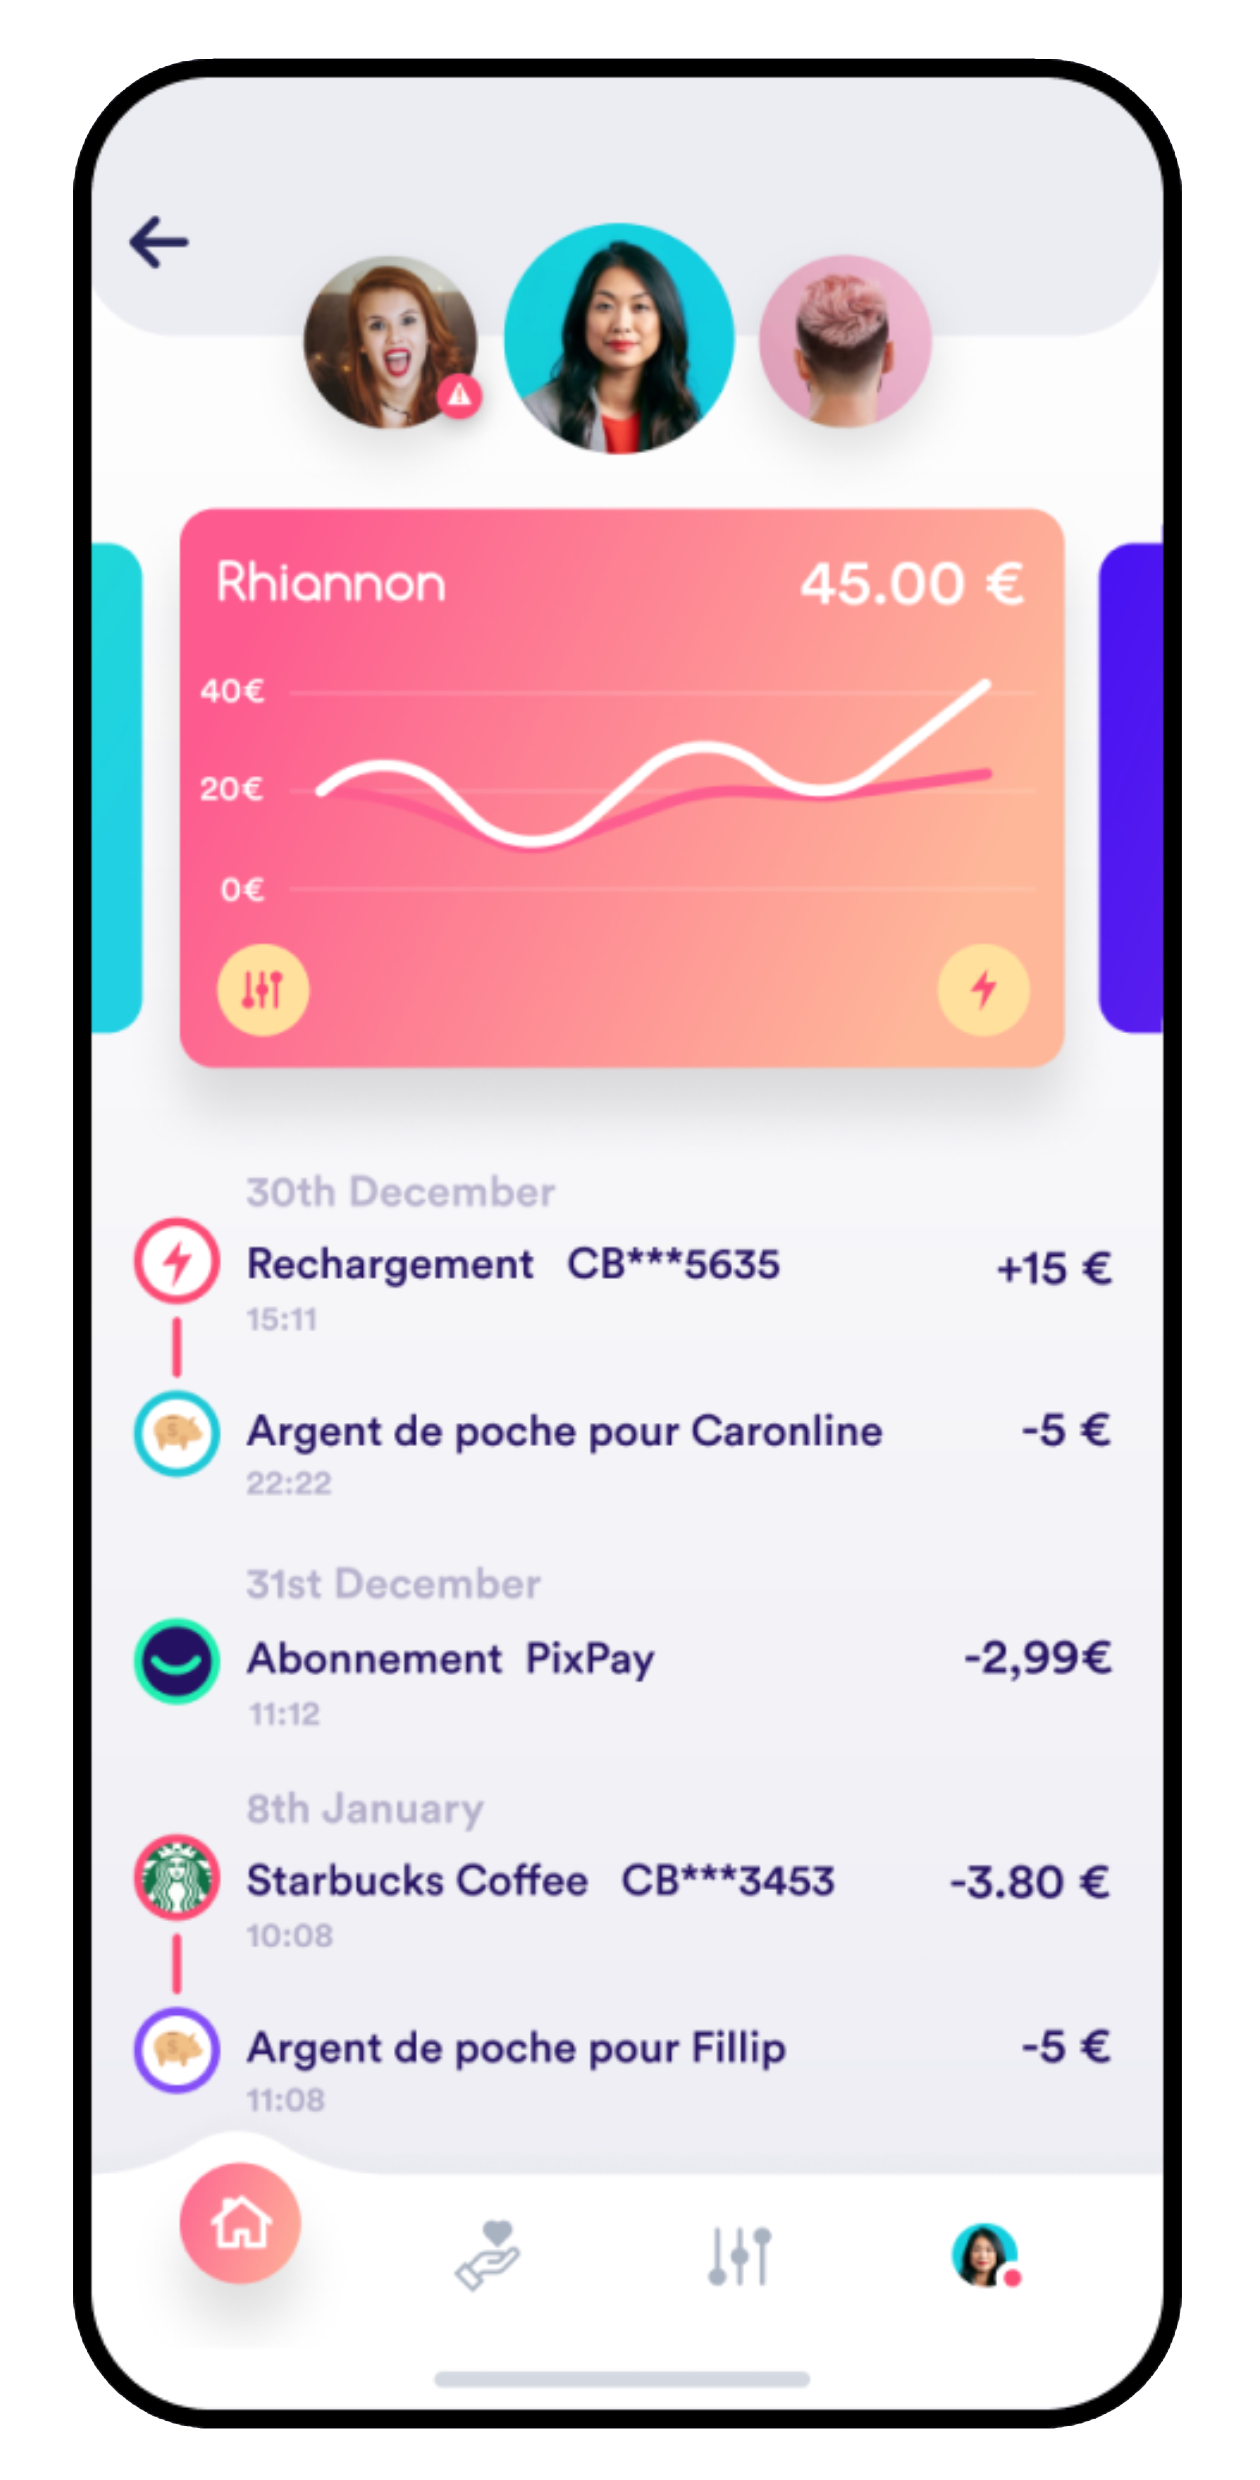 Rhiannon 45.00 €
40€
20€
0€
30th December
Rechargement CB***5635 +15 €
15:11
Argent de poche pour Caronline -5 €
22:22
31st December
Abonnement PixPay -2,99€
11:12
8th January
Starbucks Coffee CB***3453 -3.80 €
10:08
Argent de poche pour Fillip -5 €
11:08